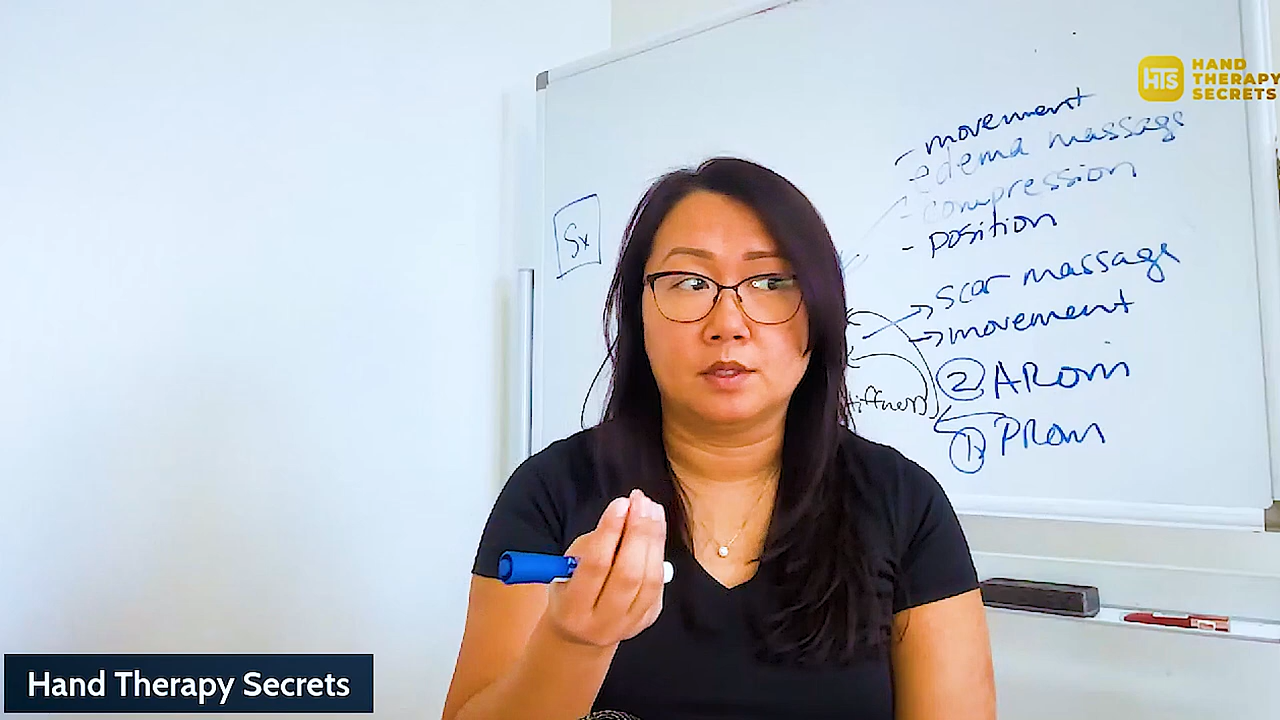 HTS
HAND
THERAPY
SECRETS
- movement
- edema massage
- compression
- position
Sx
→ scar massage
→ movement
② AROM
tiffness
① PROM
Hand Therapy Secrets